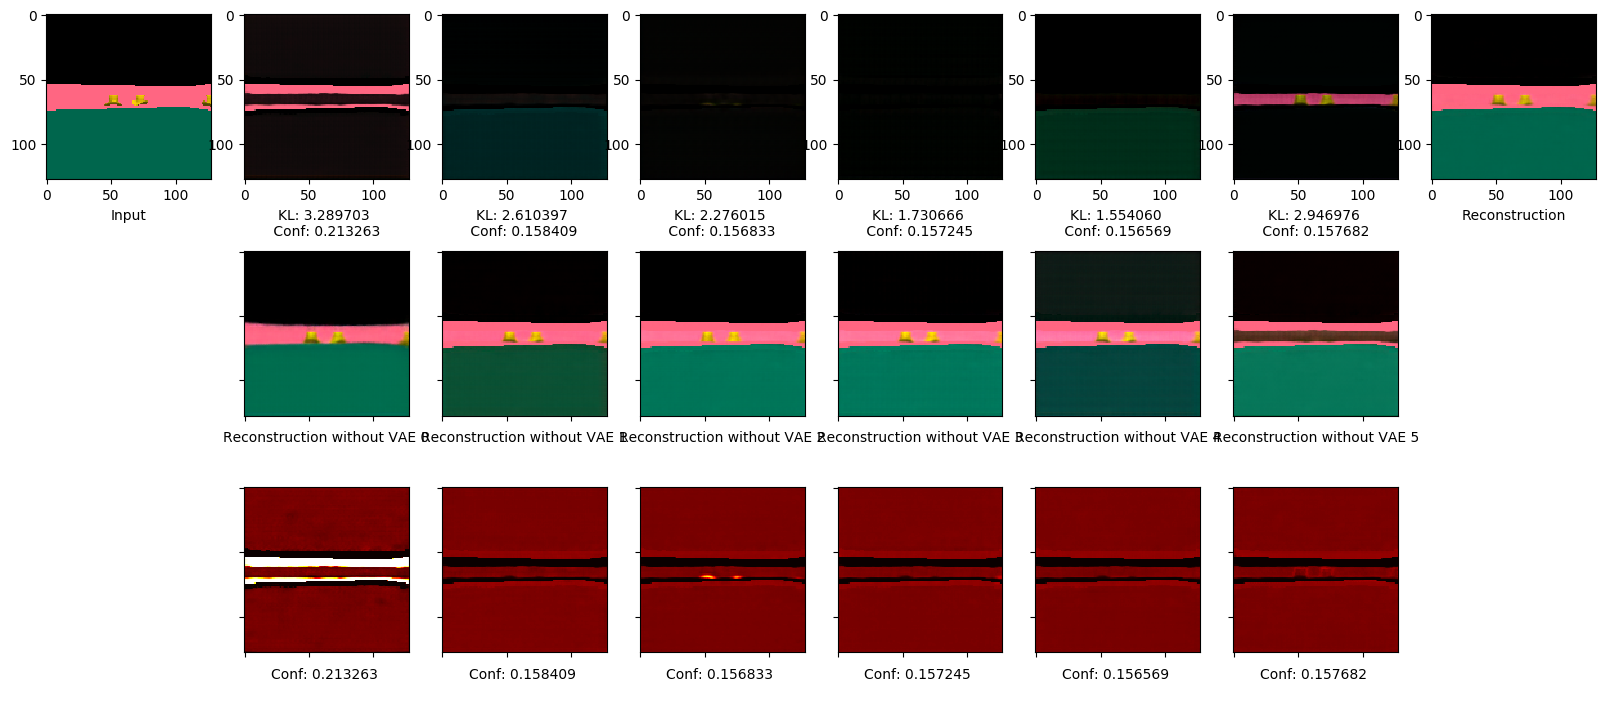 0
50
100
0
50
100
Input
0
50
100
0
50
100
KL: 3.289703
Conf: 0.213263
0
50
100
0
50
100
KL: 2.610397
Conf: 0.158409
0
50
100
0
50
100
KL: 2.276015
Conf: 0.156833
0
50
100
0
50
100
KL: 1.730666
Conf: 0.157245
0
50
100
0
50
100
KL: 1.554060
Conf: 0.156569
0
50
100
0
50
100
KL: 2.946976
Conf: 0.157682
0
50
100
0
50
100
Reconstruction
Reconstruction without VAE 0
Reconstruction without VAE 1
Reconstruction without VAE 2
Reconstruction without VAE 3
Reconstruction without VAE 4
Reconstruction without VAE 5
Conf: 0.213263
Conf: 0.158409
Conf: 0.156833
Conf: 0.157245
Conf: 0.156569
Conf: 0.157682